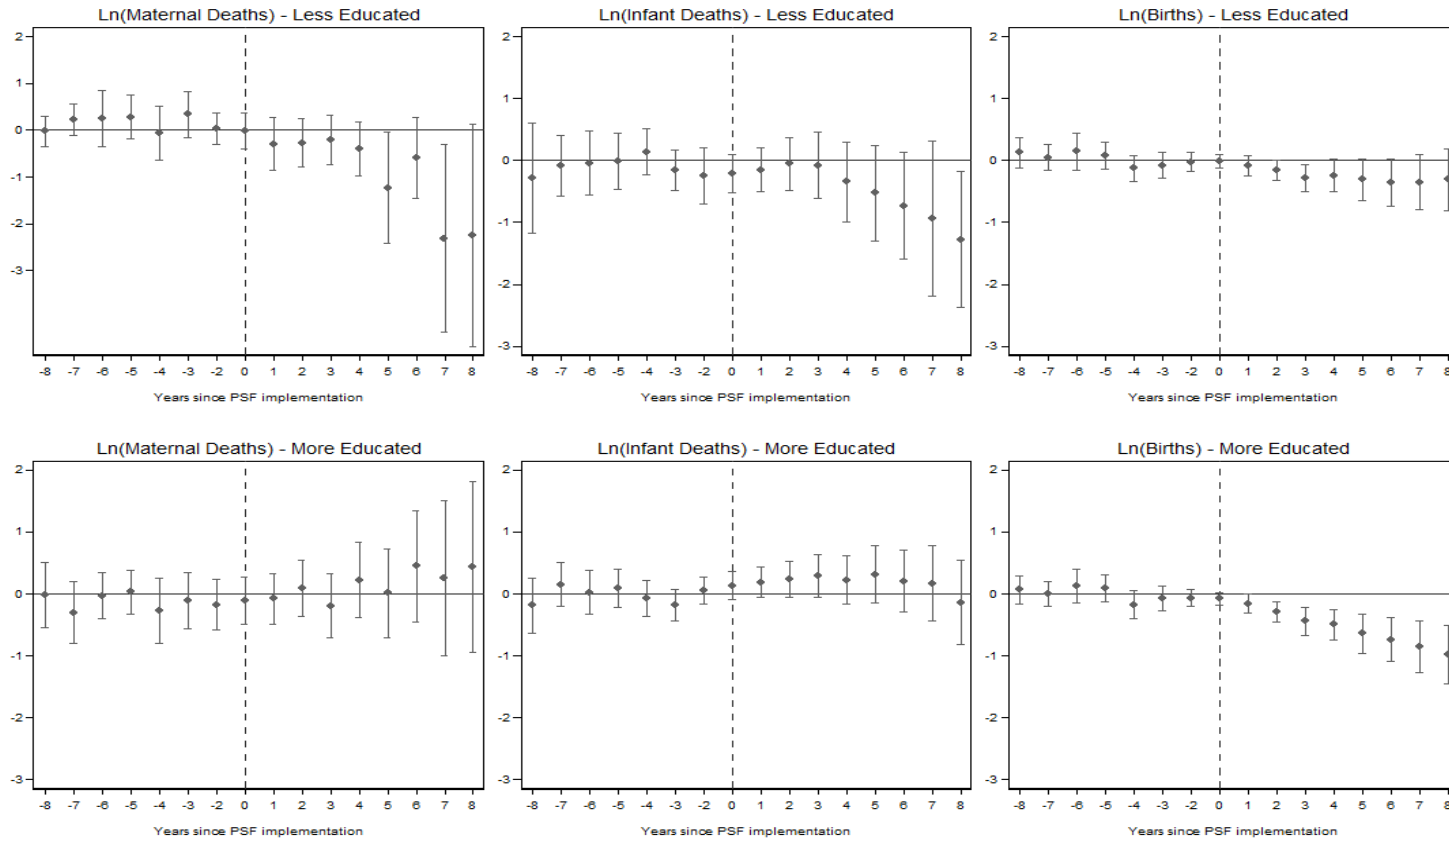 Ln(Maternal Deaths) - Less Educated
2
1
0
-1
-2
-3
-8 -7 -6 -5 -4 -3 -2 0 1 2 3 4 5 6 7 8
Years since PSF implementation
Ln(Infant Deaths) - Less Educated
2
1
0
-1
-2
-3
-8 -7 -6 -5 -4 -3 -2 0 1 2 3 4 5 6 7 8
Years since PSF implementation
Ln(Births) - Less Educated
2
1
0
-1
-2
-3
-8 -7 -6 -5 -4 -3 -2 0 1 2 3 4 5 6 7 8
Years since PSF implementation
Ln(Maternal Deaths) - More Educated
2
1
0
-1
-2
-3
-8 -7 -6 -5 -4 -3 -2 0 1 2 3 4 5 6 7 8
Years since PSF implementation
Ln(Infant Deaths) - More Educated
2
1
0
-1
-2
-3
-8 -7 -6 -5 -4 -3 -2 0 1 2 3 4 5 6 7 8
Years since PSF implementation
Ln(Births) - More Educated
2
1
0
-1
-2
-3
-8 -7 -6 -5 -4 -3 -2 0 1 2 3 4 5 6 7 8
Years since PSF implementation